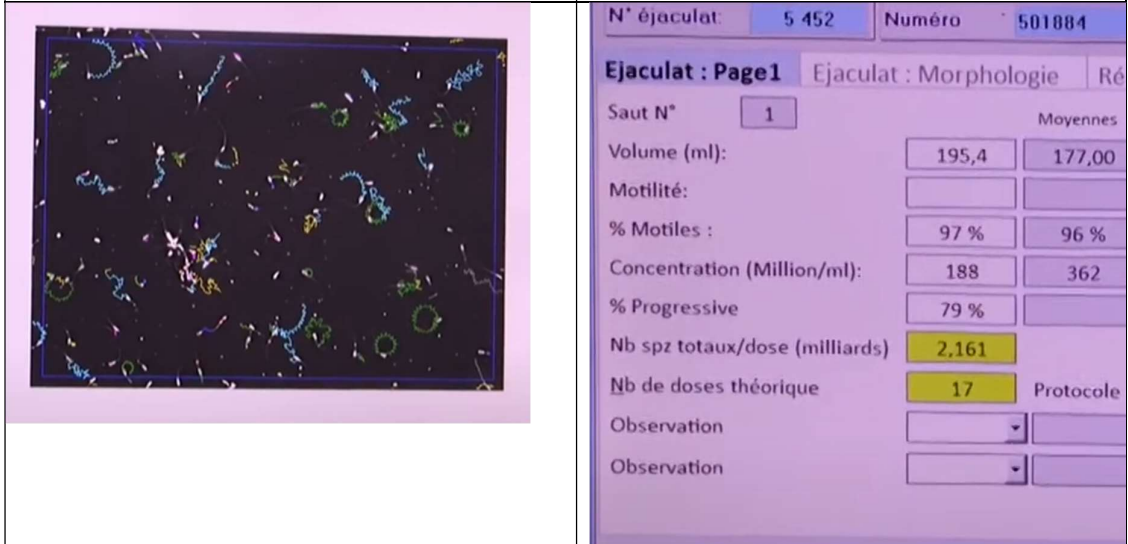 N° éjaculat: 5 452 Numéro 501884
Ejaculat : Page1 Ejaculat : Morphologie Ré
Saut N° 1 Moyennes
Volume (ml): 195,4 177,00
Motilité:
% Motiles : 97 % 96 %
Concentration (Million/ml): 188 362
% Progressive 79 %
Nb spz totaux/dose (milliards) 2,161
Nb de doses théorique 17 Protocole
Observation
Observation